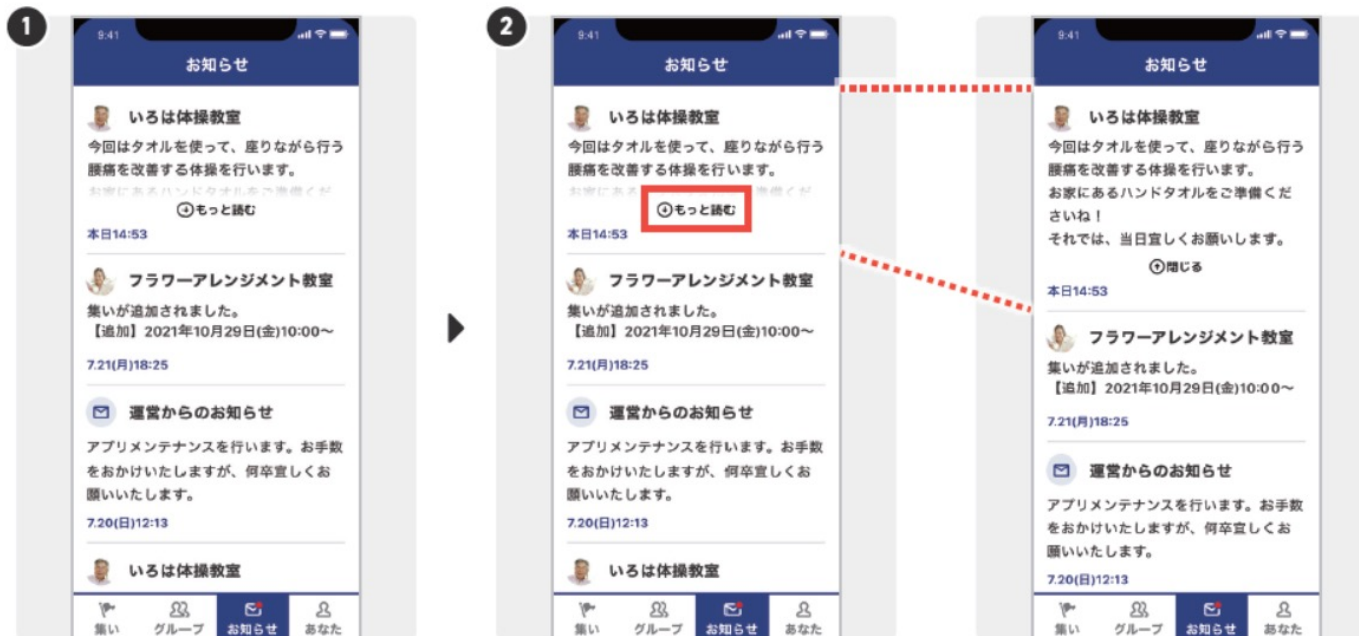 1
9:41
お知らせ
いろは体操教室
今回はタオルを使って、座りながら行う
腰痛を改善する体操を行います。
お家にあるハンドタオルをご準備くだ
もっと読む
本日14:53
フラワーアレンジメント教室
集いが追加されました。
【追加】2021年10月29日(金)10:00〜
7.21(月)18:25
運営からのお知らせ
アプリメンテナンスを行います。お手数
をおかけいたしますが、何卒宜しくお
願いいたします。
7.20(日)12:13
いろは体操教室
集い
グループ
お知らせ
あなた
2
9:41
お知らせ
いろは体操教室
今回はタオルを使って、座りながら行う
腰痛を改善する体操を行います。
お家にある
準備くだ
もっと読む
本日14:53
フラワーアレンジメント教室
集いが追加されました。
【追加】2021年10月29日(金)10:00〜
7.21(月)18:25
運営からのお知らせ
アプリメンテナンスを行います。お手数
をおかけいたしますが、何卒宜しくお
願いいたします。
7.20(日)12:13
いろは体操教室
集い
グループ
お知らせ
あなた
9:41
お知らせ
いろは体操教室
今回はタオルを使って、座りながら行う
腰痛を改善する体操を行います。
お家にあるハンドタオルをご準備くだ
さいね!
それでは、当日宜しくお願いします。
閉じる
本日14:53
フラワーアレンジメント教室
集いが追加されました。
【追加】2021年10月29日(金)10:00〜
7.21(月)18:25
運営からのお知らせ
アプリメンテナンスを行います。お手数
をおかけいたしますが、何卒宜しくお
願いいたします。
7.20(日)12:13
集い
グループ
お知らせ
あなた